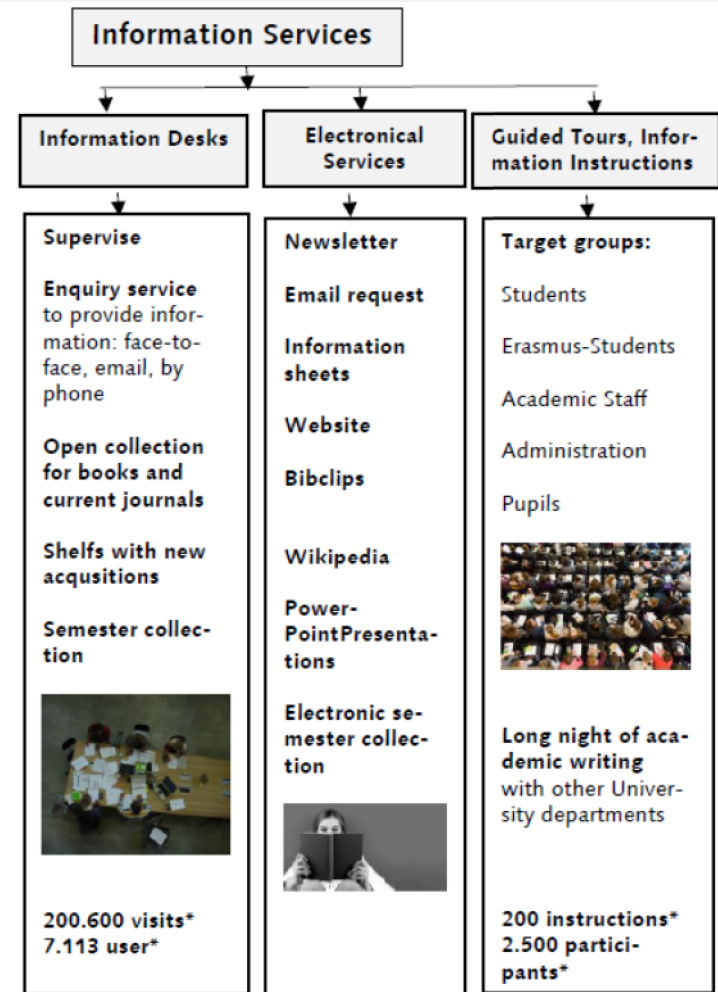 Information Services
Information Desks
Electronical
Services
Guided Tours, Infor-
mation Instructions
Supervise
Enquiry service
to provide infor-
mation: face-to-
face, email, by
phone
Open collection
for books and
current journals
Shelfs with new
acqusitions
Semester collec-
tion
200.600 visits*
7.113 user*
Newsletter
Email request
Information
sheets
Website
Bibclips
Wikipedia
Power-
PointPresenta-
tions
Electronic se-
mester collec-
tion
Target groups:
Students
Erasmus-Students
Academic Staff
Administration
Pupils
Long night of aca-
demic writing
with other Univer-
sity departments
200 instructions*
2.500 partici-
pants*